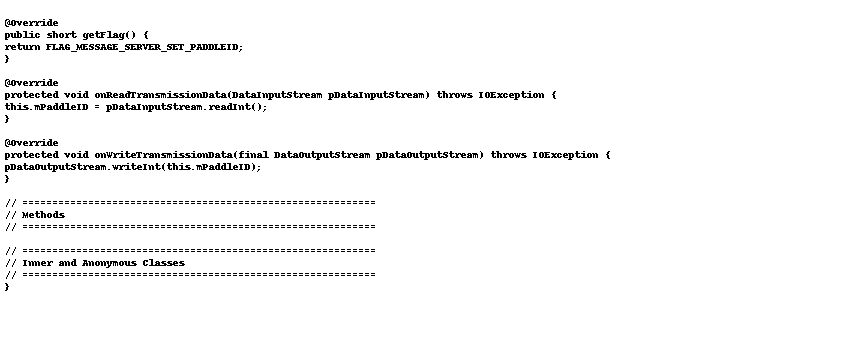 @Override
public short getFlag() {
return FLAG_MESSAGE_SERVER_SET_PADDLEID;
}
@Override
protected void onReadTransmissionData(DataInputStream pDataInputStream) throws IOException {
this.mPaddleID = pDataInputStream.readInt();
}
@Override
protected void onWriteTransmissionData(final DataOutputStream pDataOutputStream) throws IOException {
pDataOutputStream.writeInt(this.mPaddleID);
}
// ===========================================================
// Methods
// ===========================================================
// ===========================================================
// Inner and Anonymous Classes
// ===========================================================
}